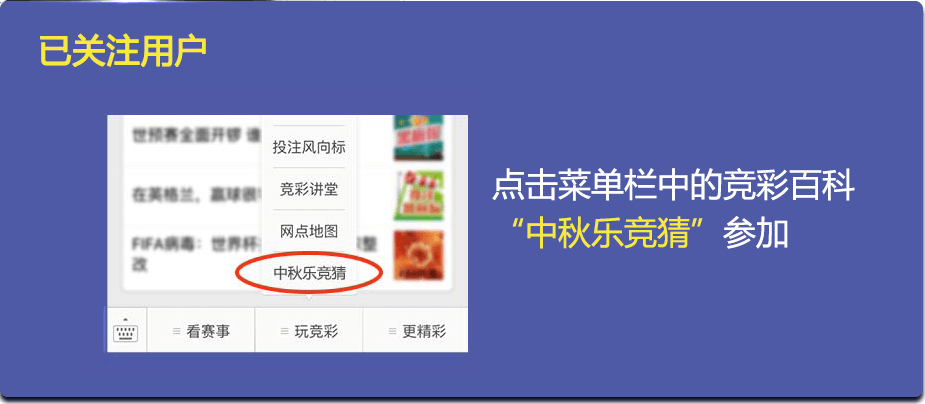 已关注用户
世预赛全面开锣 谁
投注风向标
竞彩讲堂
在英格兰，赢球很
网点地图
FIFA病毒：世界杯
整
改
中秋乐竞猜
看赛事
玩竞彩
更精彩
点击菜单栏中的竞彩百科
“中秋乐竞猜”参加